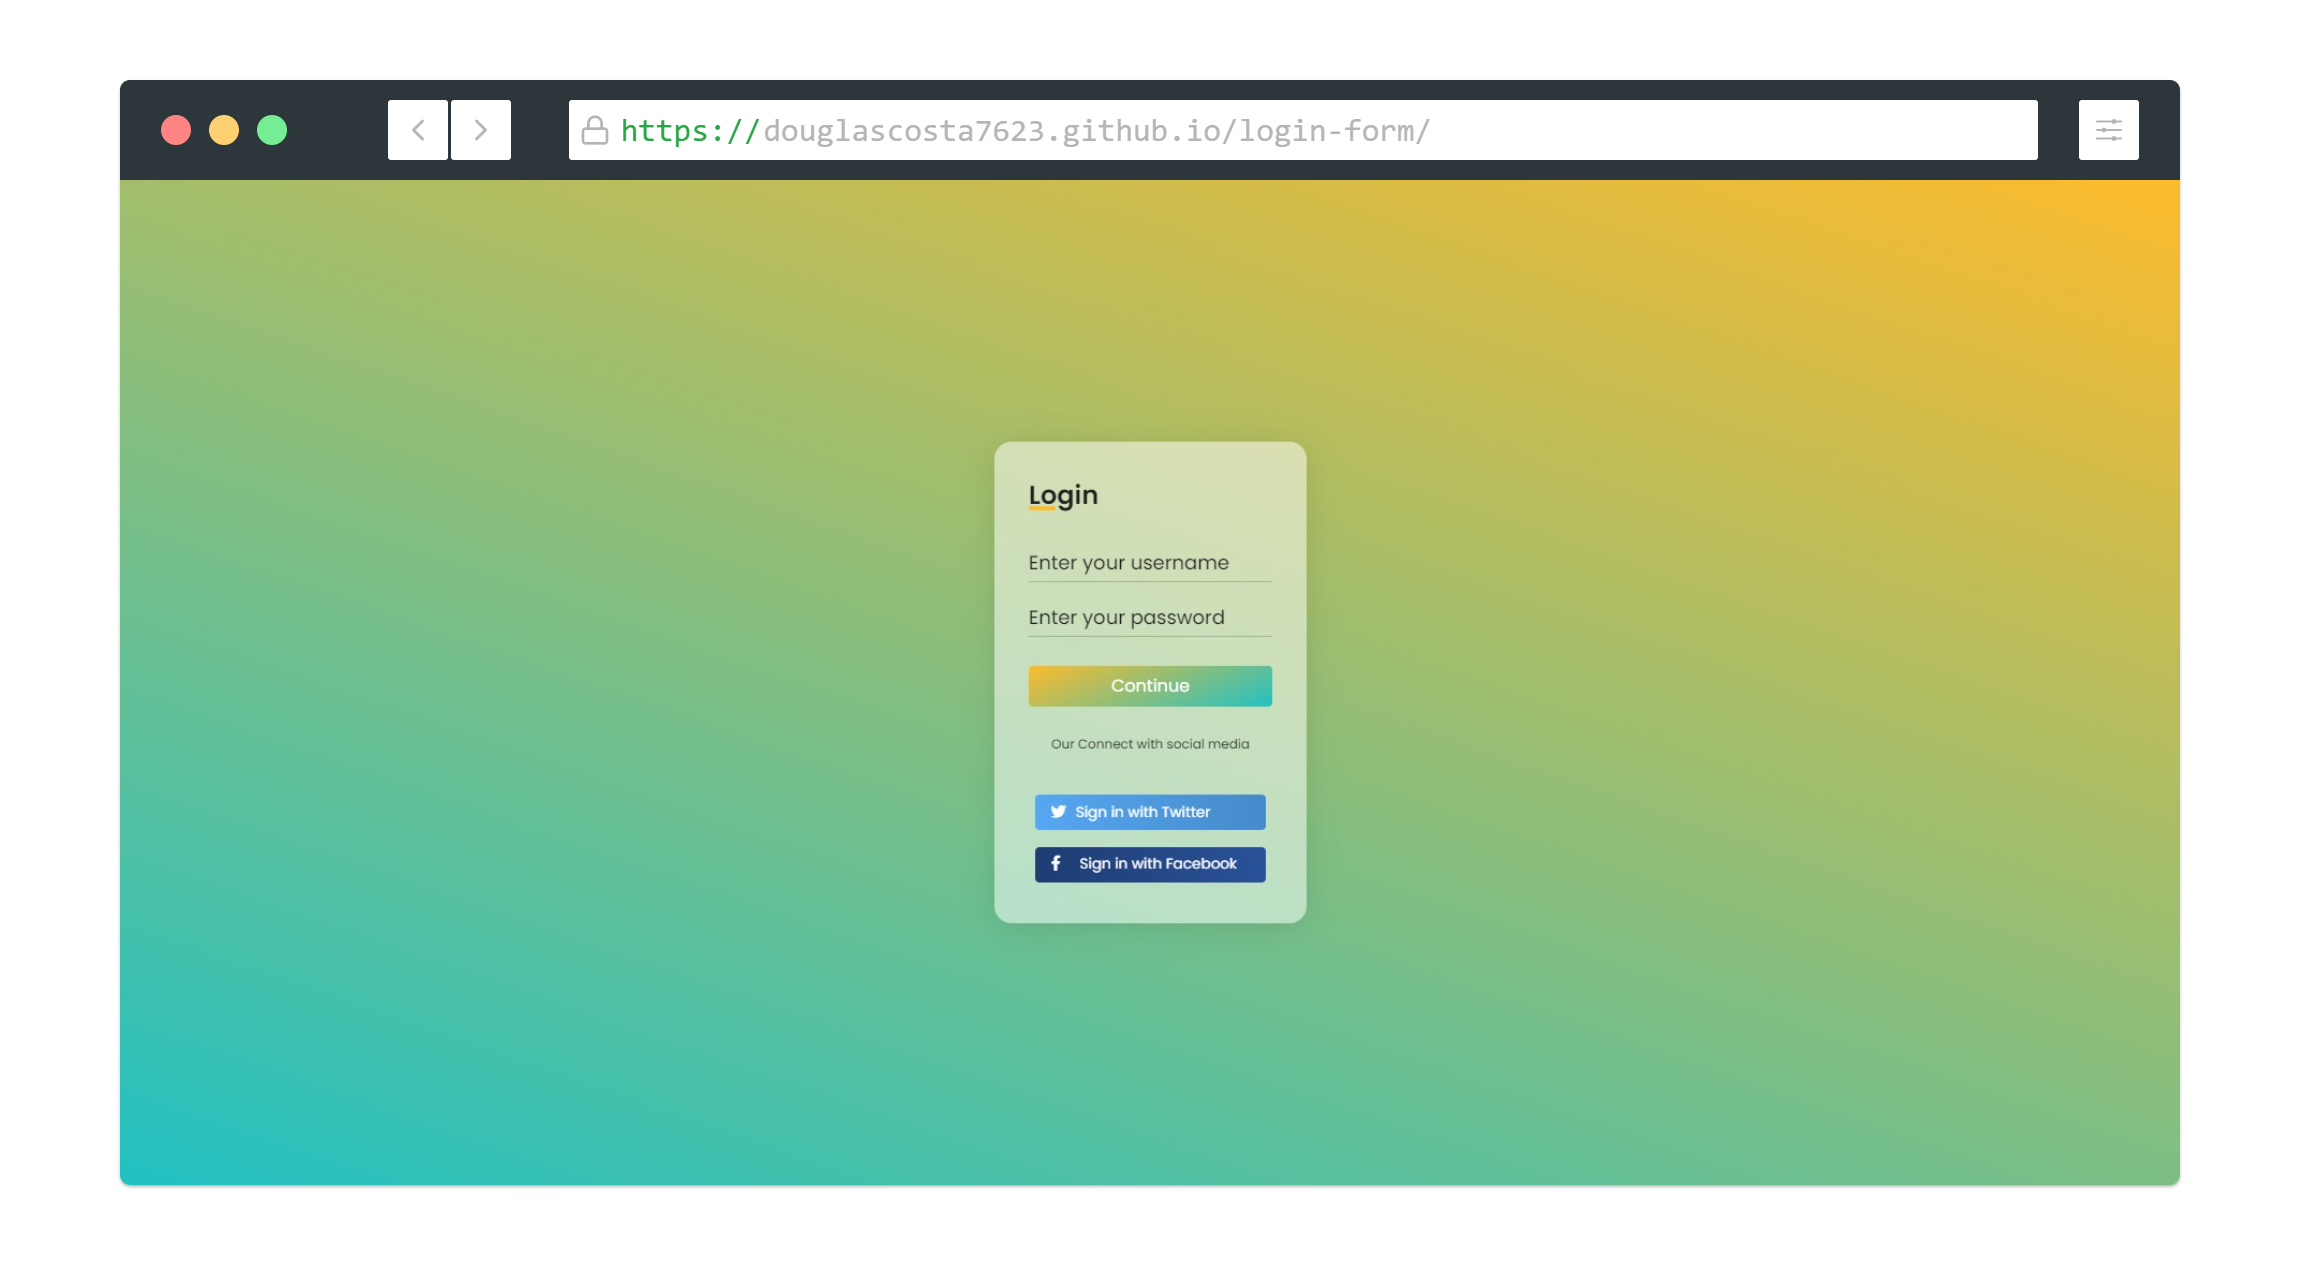 https://douglascosta7623.github.io/login-form/
Login
Enter your username
Enter your password
Continue
Our Connect with social media
Sign in with Twitter
Sign in with Facebook